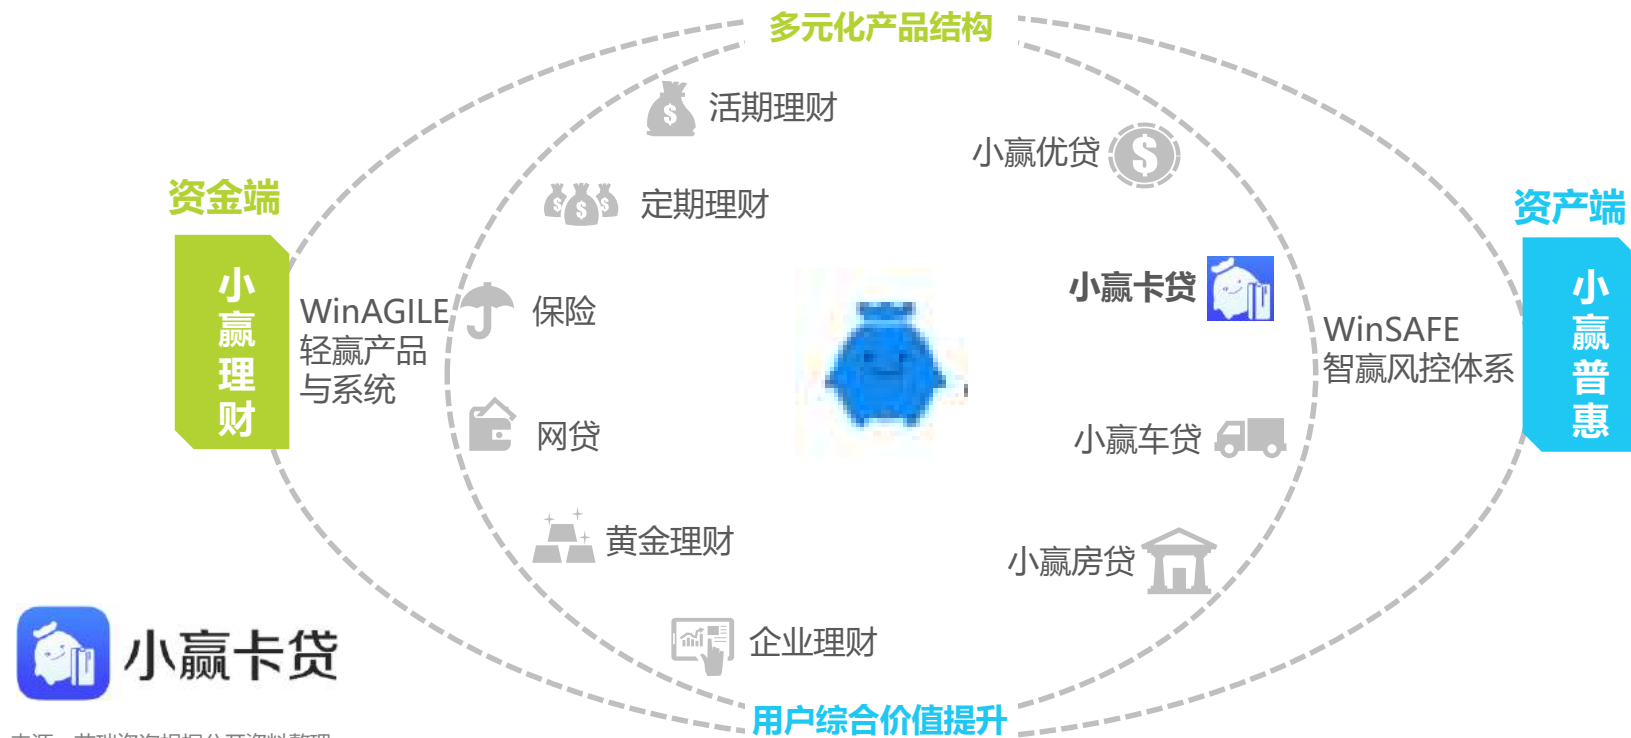 多元化产品结构
活期理财
小赢优贷
资金端
定期理财
资产端
小赢理财
WinAGILE
轻赢产品
与系统
保险
小赢卡贷
WinSAFE
智赢风控体系
小赢普惠
网贷
小赢车贷
黄金理财
小赢房贷
企业理财
小赢卡贷
用户综合价值提升